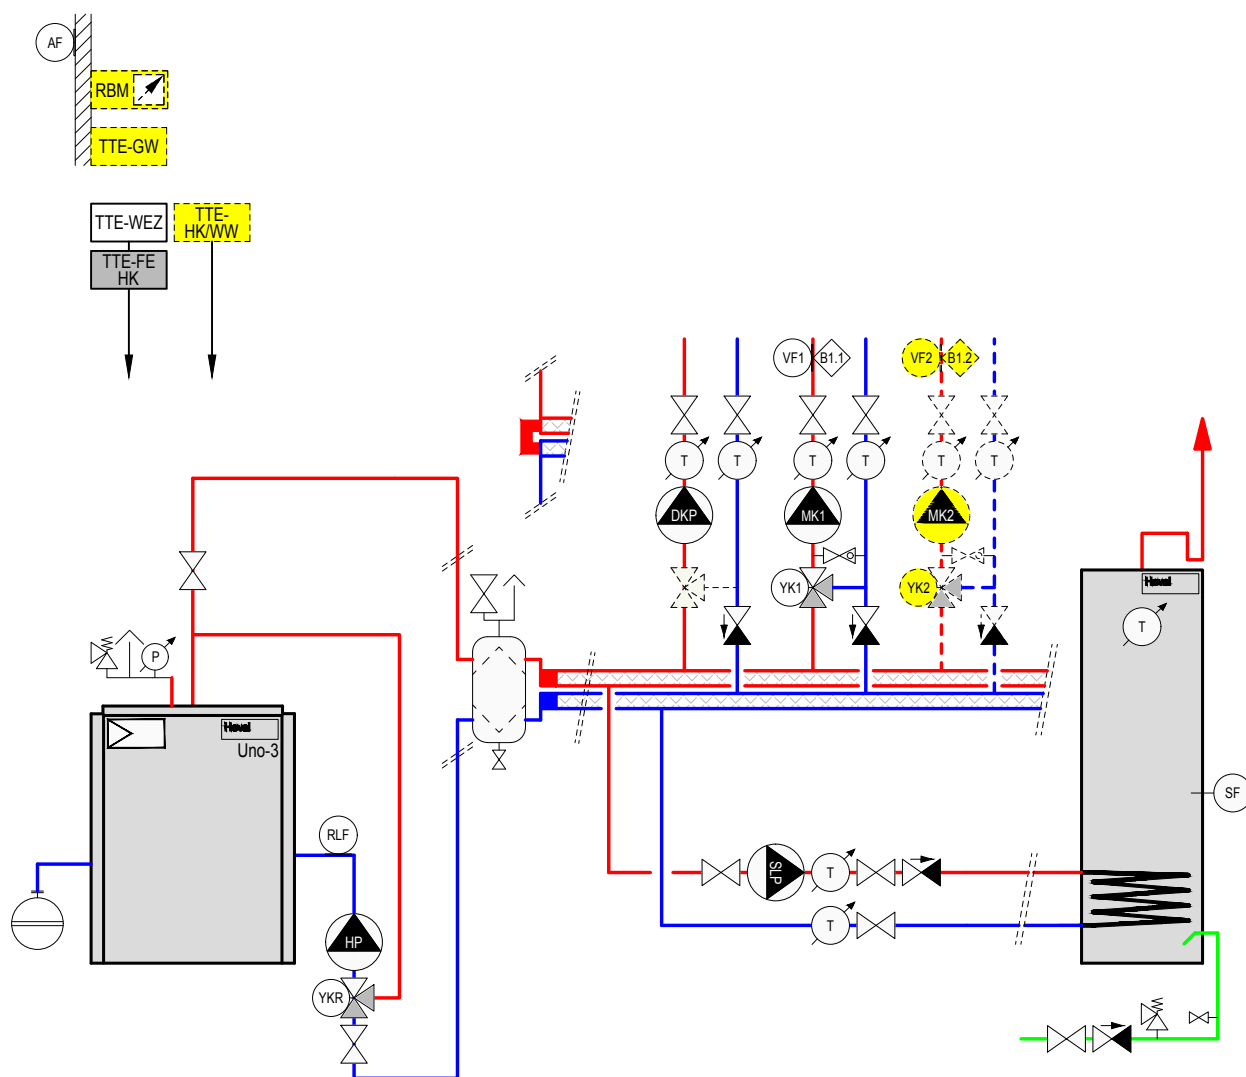 AF
RBM
TTE-GW
TTE-WEZ
TTE-
HK/WW
TTE-FE
HK
VF1
B1.1
VF2
B1.2
T
T
T
T
T
T
DKP
MK1
MK2
YK1
YK2
Hoval
T
P
Hoval
Uno-3
SF
RLF
SLP
T
T
HP
YKR